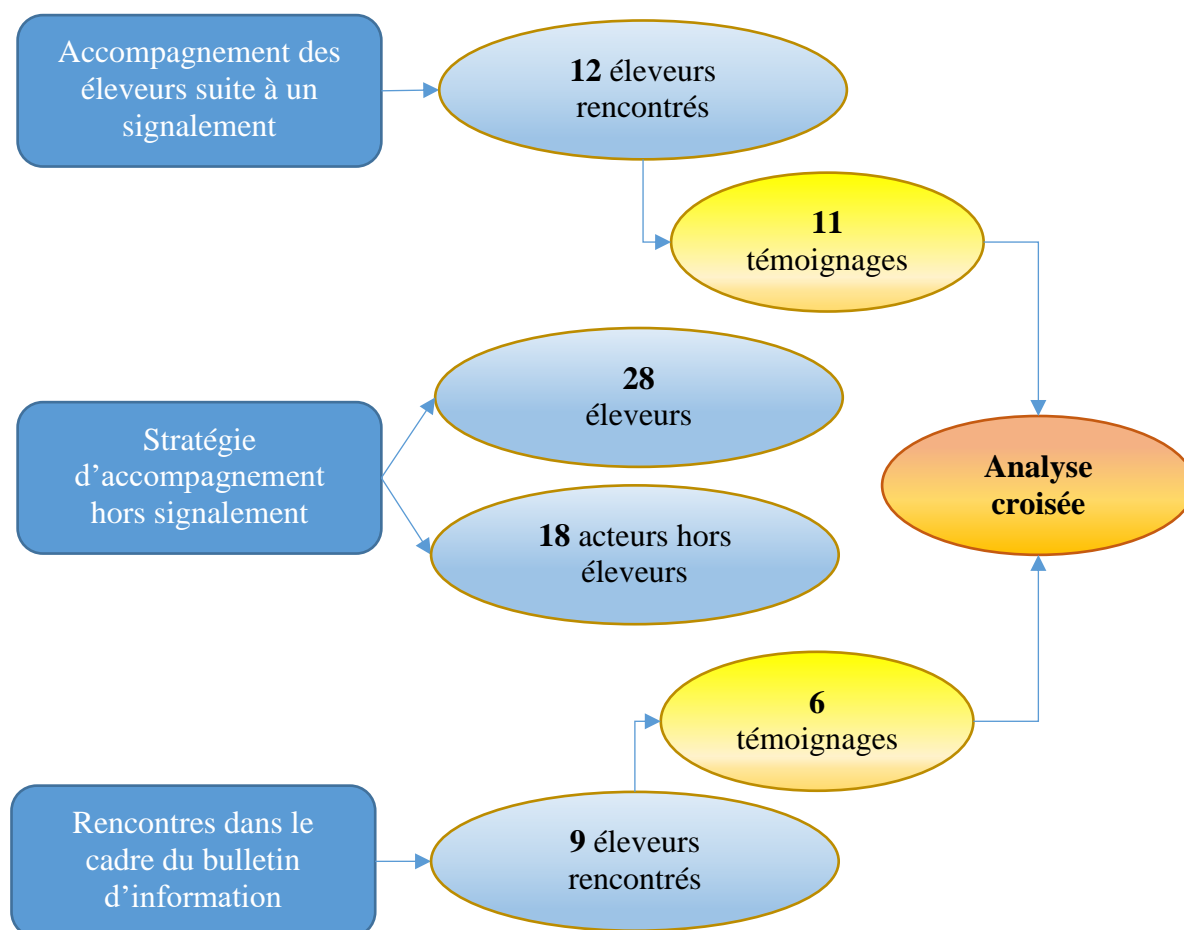 Accompagnement des
éleveurs suite à un
signalement
12 éleveurs
rencontrés
11
témoignages
Stratégie
d’accompagnement
hors signalement
28
éleveurs
18 acteurs hors
éleveurs
Analyse
croisée
6
témoignages
Rencontres dans le
cadre du bulletin
d’information
9 éleveurs
rencontrés